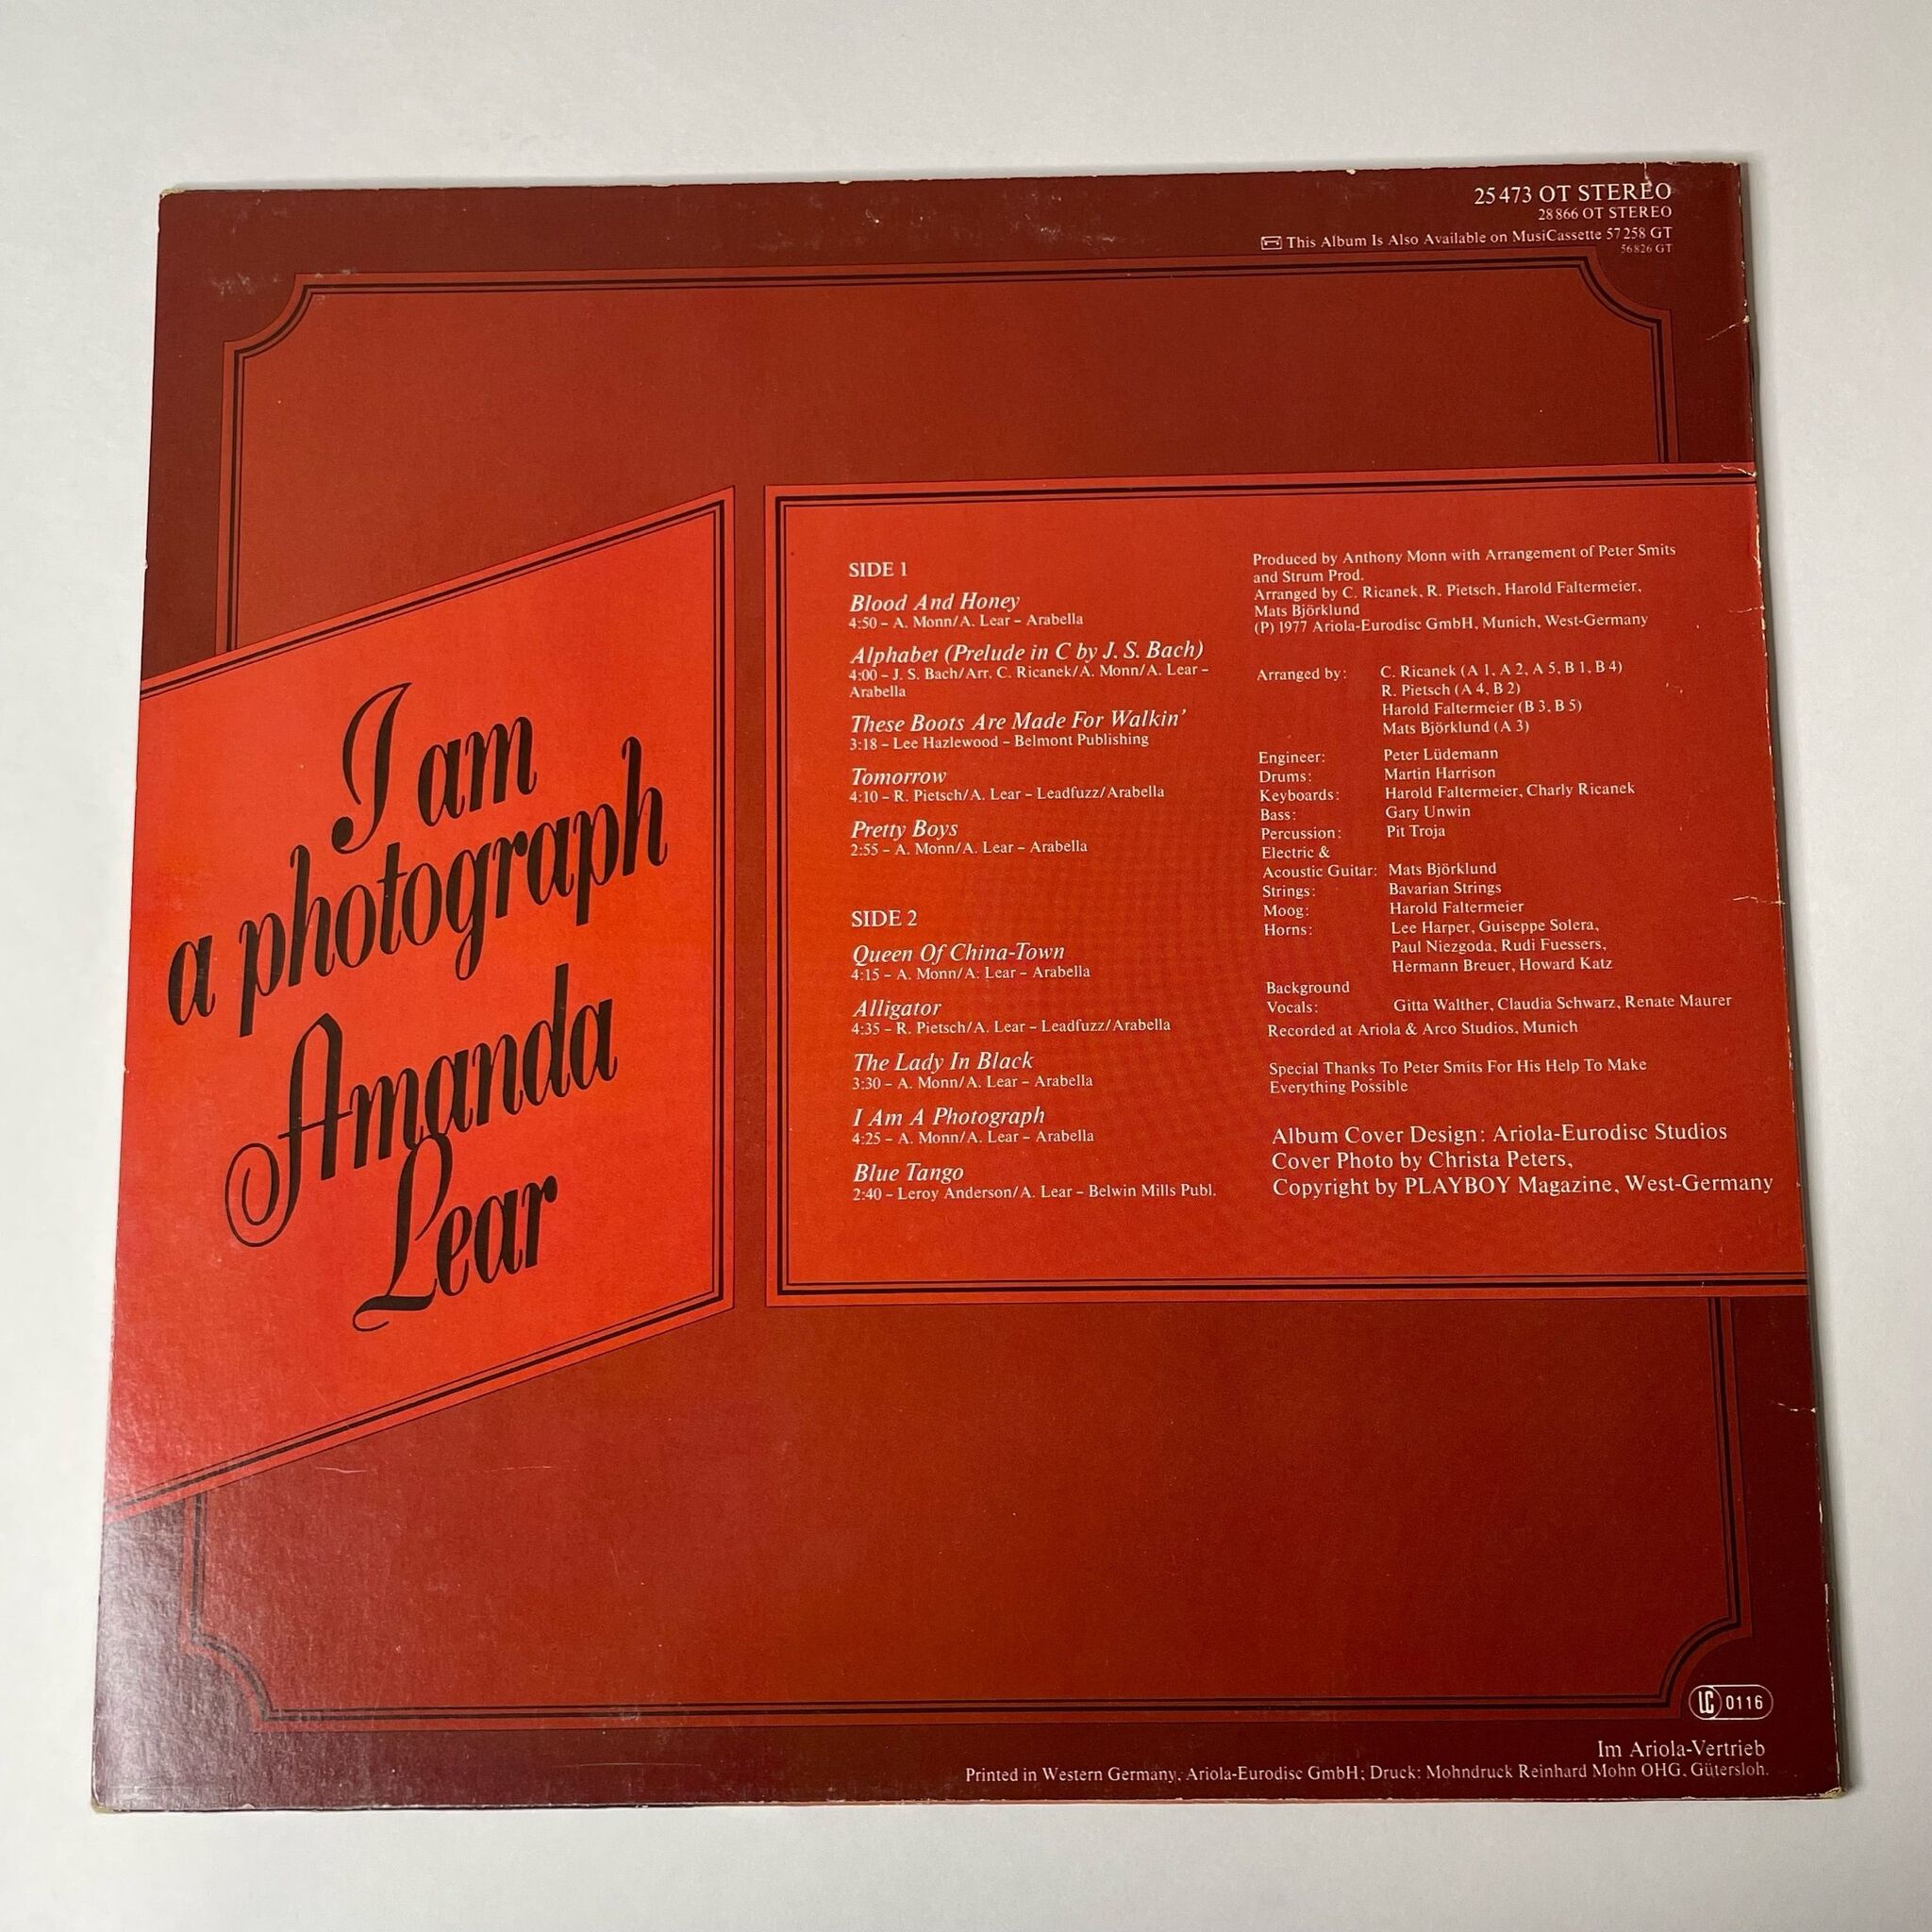 25 473 OT STEREO
28 866 OT STEREO
This Album Is Also Available on MusiCassette 57 258 GT
56 826 GT
I am
a photograph
Amanda
Lear
SIDE 1
Blood And Honey
4:50 – A. Monn/A. Lear – Arabella
Alphabet (Prelude in C by J. S. Bach)
4:00 – J. S. Bach/Arr. C. Ricanek/A. Monn/A. Lear –
Arabella
These Boots Are Made For Walkin'
3:18 – Lee Hazlewood – Belmont Publishing
Tomorrow
4:10 – R. Pietsch/A. Lear – Leadfuzz/Arabella
Pretty Boys
2:55 – A. Monn/A. Lear – Arabella
SIDE 2
Queen Of China-Town
4:15 – A. Monn/A. Lear – Arabella
Alligator
4:35 – R. Pietsch/A. Lear – Leadfuzz/Arabella
The Lady In Black
3:30 – A. Monn/A. Lear – Arabella
I Am A Photograph
4:25 – A. Monn/A. Lear – Arabella
Blue Tango
2:40 – Leroy Anderson/A. Lear – Belwin Mills Publ.
Produced by Anthony Monn with Arrangement of Peter Smits
and Strum Prod.
Arranged by C. Ricanek, R. Pietsch, Harold Faltermeier,
Mats Björklund
(P) 1977 Ariola-Eurodisc GmbH, Munich, West-Germany
Arranged by: C. Ricanek (A 1, A 2, A 5, B 1, B 4)
R. Pietsch (A 4, B 2)
Harold Faltermeier (B 3, B 5)
Mats Björklund (A 3)
Engineer: Peter Lüdemann
Drums: Martin Harrison
Keyboards: Harold Faltermeier, Charly Ricanek
Bass: Gary Unwin
Percussion: Pit Troja
Electric &
Acoustic Guitar: Mats Björklund
Strings: Bavarian Strings
Moog: Harold Faltermeier
Horns: Lee Harper, Guiseppe Solera,
Paul Niezgoda, Rudi Fuessers,
Hermann Breuer, Howard Katz
Background
Vocals: Gitta Walther, Claudia Schwarz, Renate Maurer
Recorded at Ariola & Arco Studios, Munich
Special Thanks To Peter Smits For His Help To Make
Everything Possible
Album Cover Design: Ariola-Eurodisc Studios
Cover Photo by Christa Peters,
Copyright by PLAYBOY Magazine, West-Germany
LC 0116
Im Ariola-Vertrieb
Printed in Western Germany, Ariola-Eurodisc GmbH; Druck: Mohndruck Reinhard Mohn OHG, Gütersloh.